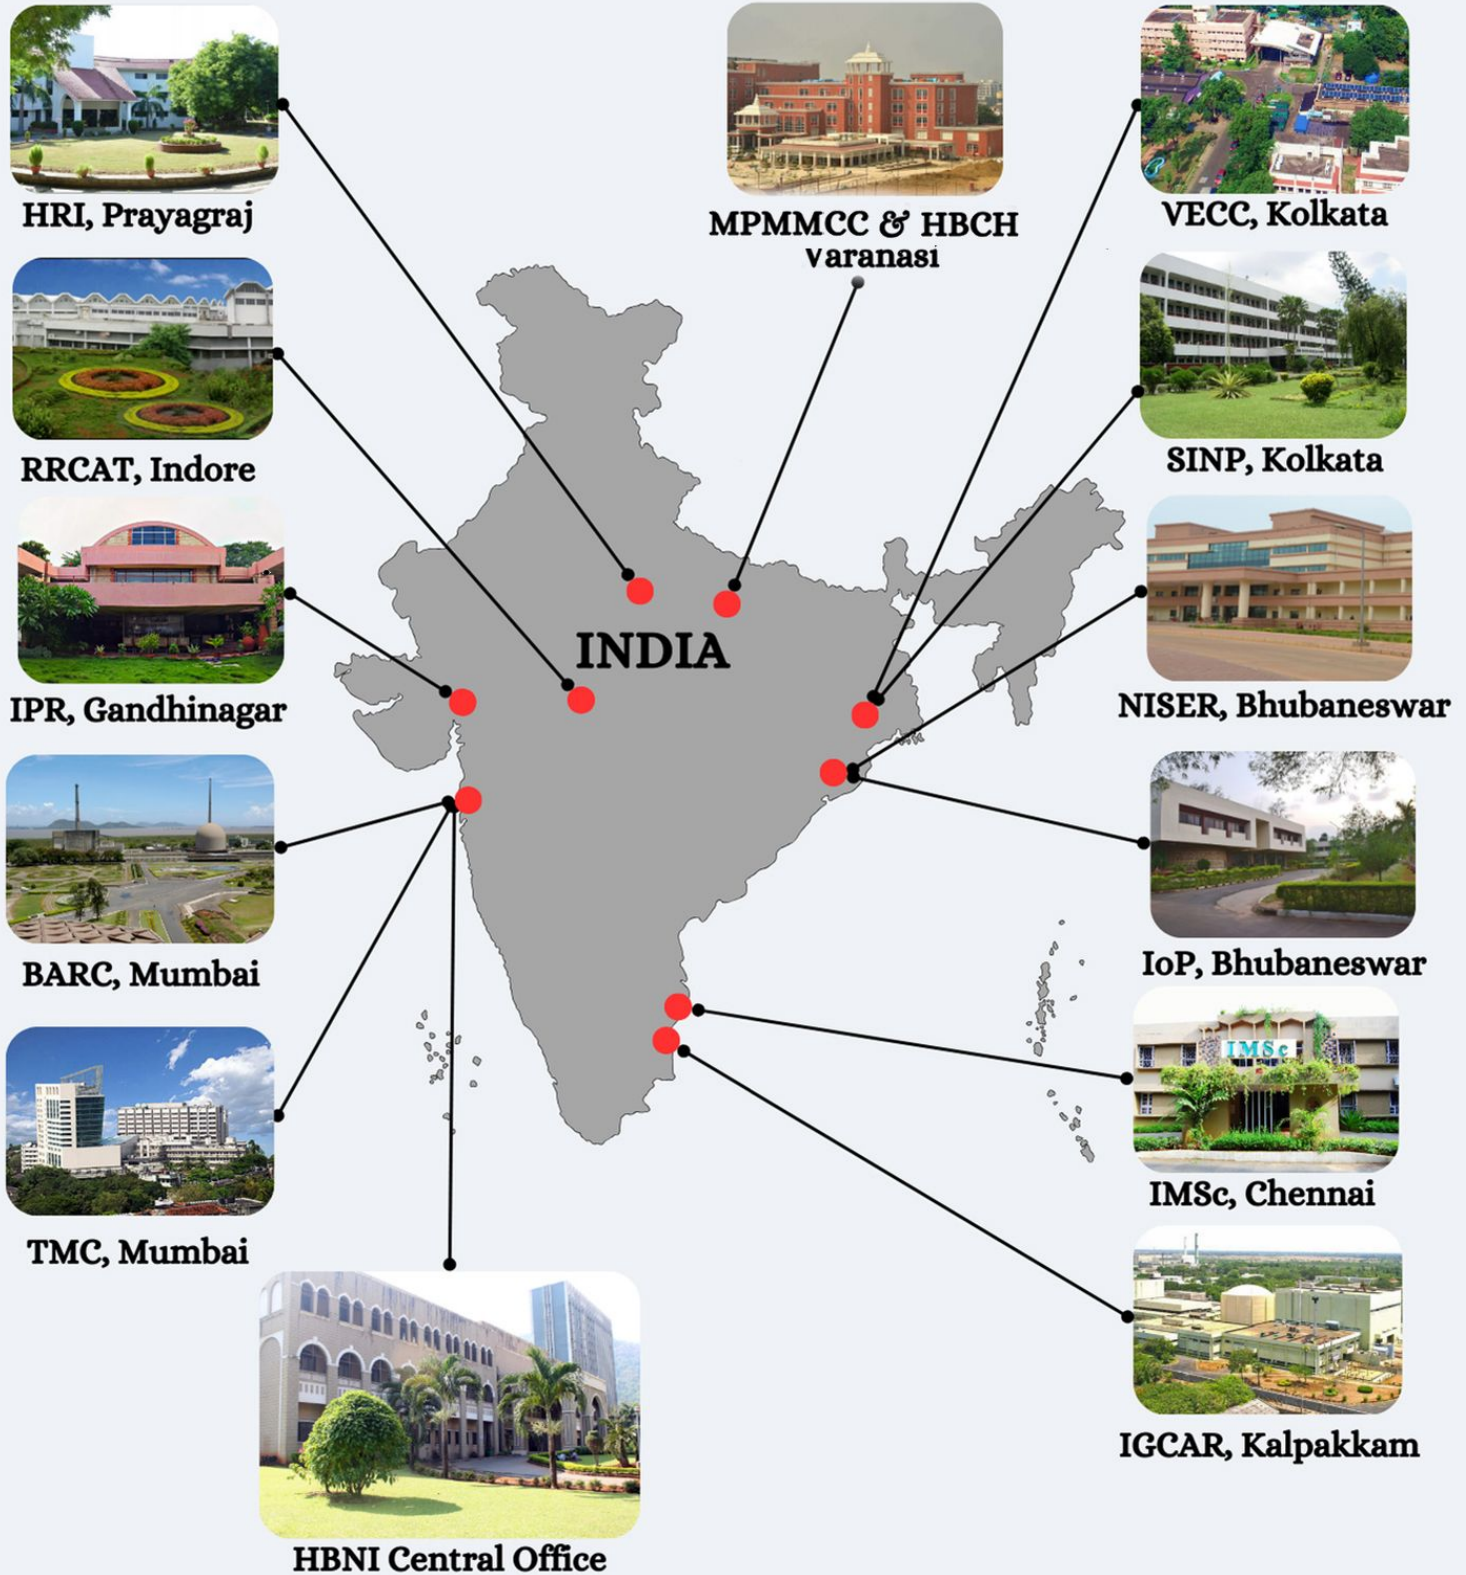 HRI, Prayagraj
MPMMCC & HBCH
varanasi
VECC, Kolkata
RRCAT, Indore
SINP, Kolkata
IPR, Gandhinagar
INDIA
NISER, Bhubaneswar
BARC, Mumbai
IoP, Bhubaneswar
IMSc
TMC, Mumbai
IMSc, Chennai
IGCAR, Kalpakkam
HBNI Central Office